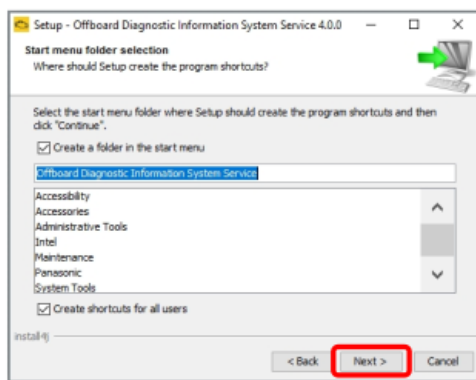 Setup - Offboard Diagnostic Information System Service 4.0.0
Start menu folder selection
Where should Setup create the program shortcuts?
Select the start menu folder where Setup should create the program shortcuts and then
click "Continue".
Create a folder in the start menu
Offboard Diagnostic Information System Service
Accessibility
Accessories
Administrative Tools
Intel
Maintenance
Panasonic
System Tools
Create shortcuts for all users
install4j
< Back Next > Cancel